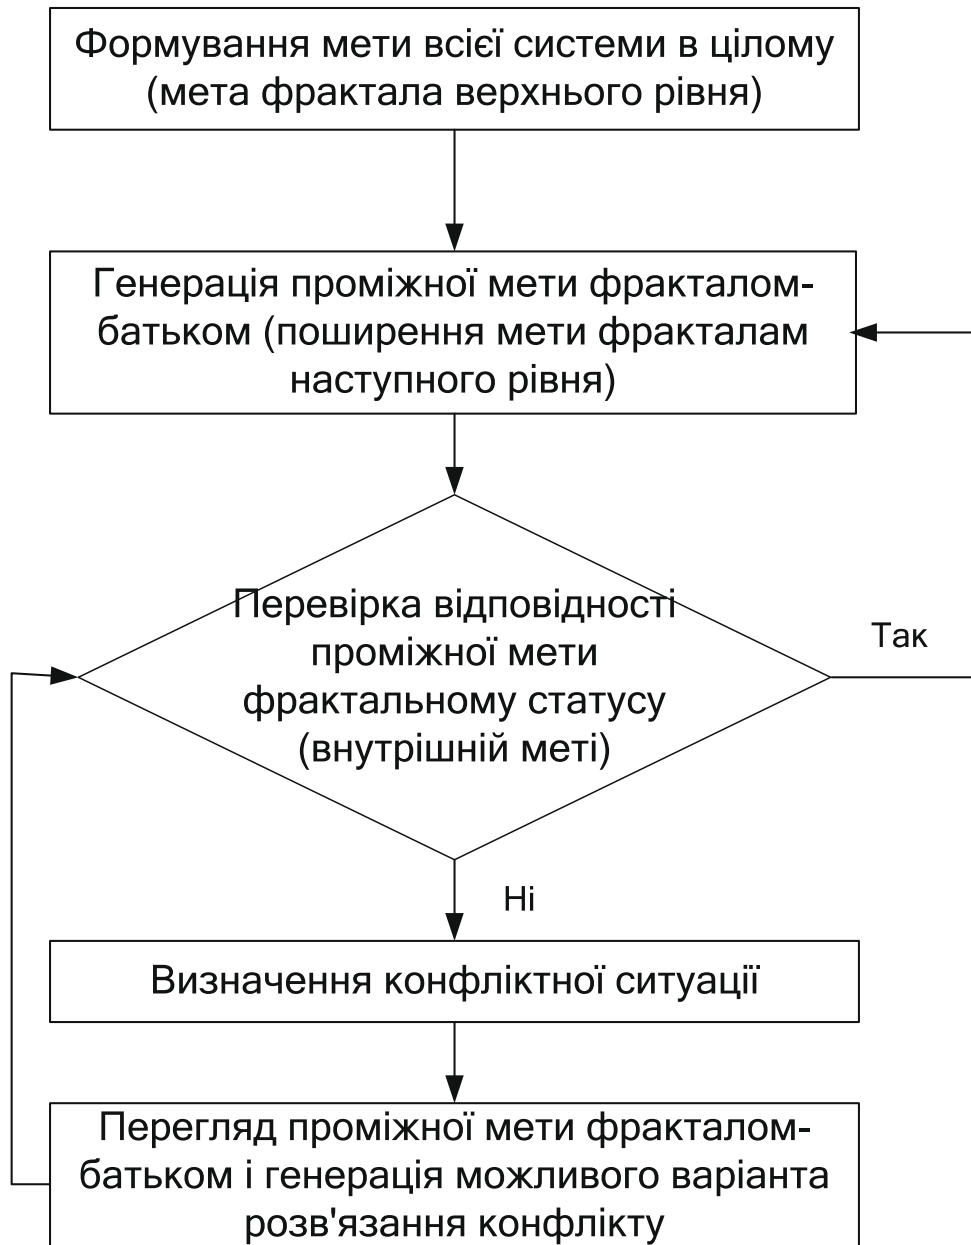 Формування мети всієї системи в цілому
(мета фрактала верхнього рівня)
Генерація проміжної мети фракталом-
батьком (поширення мети фракталам
наступного рівня)
Перевірка відповідності
проміжної мети
фрактальному статусу
(внутрішній меті)
Так
Ні
Визначення конфліктної ситуації
Перегляд проміжної мети фракталом-
батьком і генерація можливого варіанта
розв'язання конфлікту